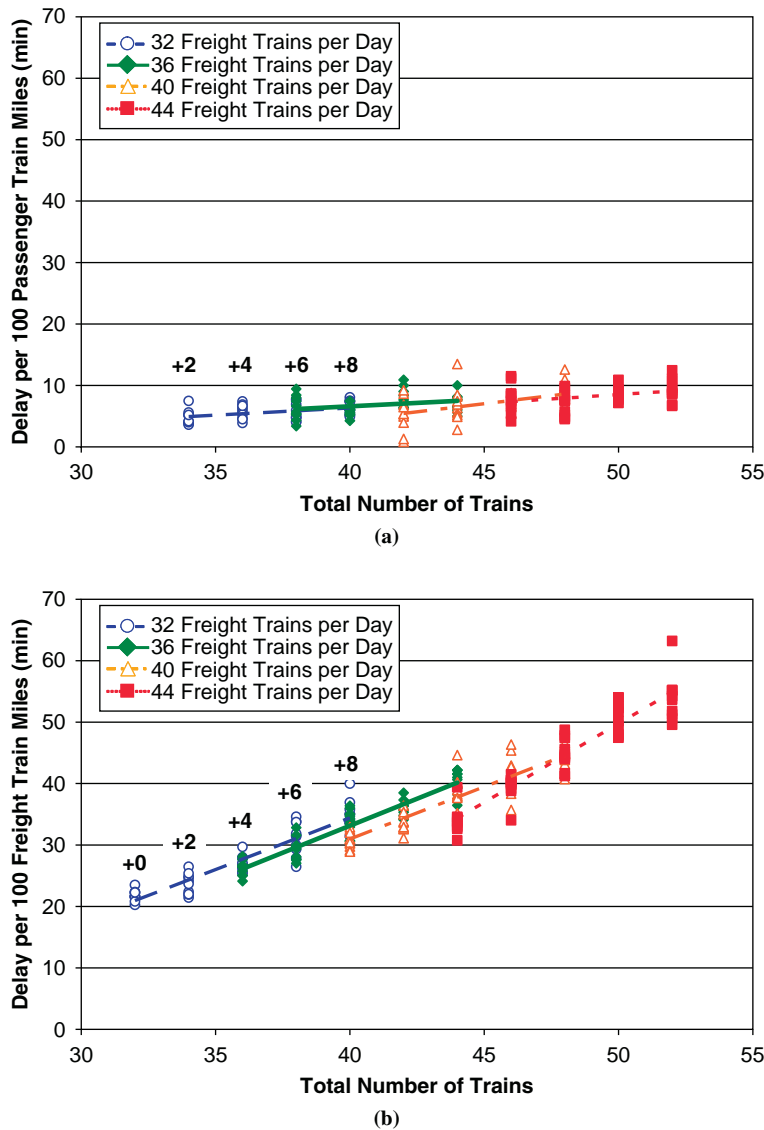 70
60
50
40
30
20
10
0
Delay per 100 Passenger Train Miles (min)
32 Freight Trains per Day
36 Freight Trains per Day
40 Freight Trains per Day
44 Freight Trains per Day
+2 +4 +6 +8
30 35 40 45 50 55
Total Number of Trains
(a)
70
60
50
40
30
20
10
0
Delay per 100 Freight Train Miles (min)
32 Freight Trains per Day
36 Freight Trains per Day
40 Freight Trains per Day
44 Freight Trains per Day
+8
+6
+4
+2
+0
30 35 40 45 50 55
Total Number of Trains
(b)